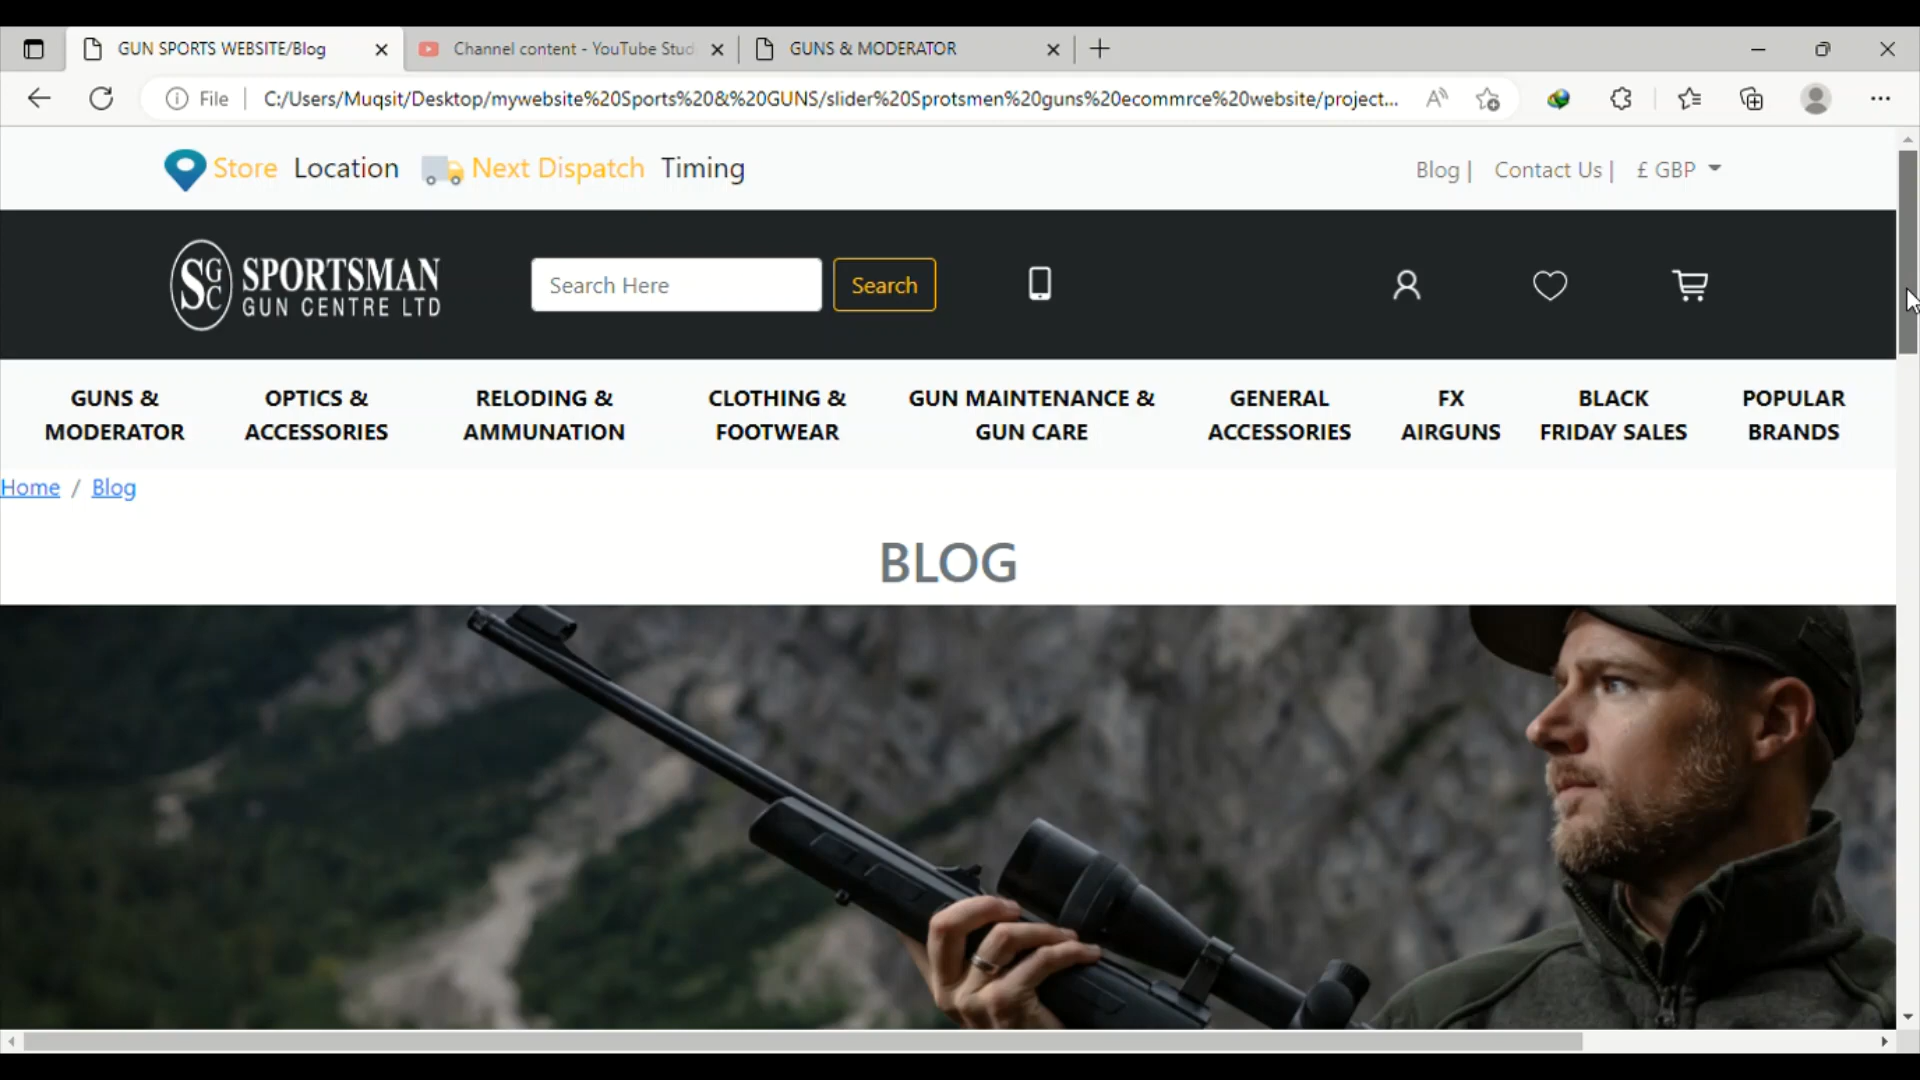 GUN SPORTS WEBSITE/Blog
Channel content - YouTube Stud
GUNS & MODERATOR
File
C:/Users/Muqsit/Desktop/mywebsite%20Sports%20&%20GUNS/slider%20Sprotsmen%20guns%20ecommrce%20website/project...
Store Location Next Dispatch Timing
Blog | Contact Us | £ GBP
SGC SPORTSMAN
GUN CENTRE LTD
Search Here
Search
GUNS &
MODERATOR
OPTICS &
ACCESSORIES
RELODING &
AMMUNATION
CLOTHING &
FOOTWEAR
GUN MAINTENANCE &
GUN CARE
GENERAL
ACCESSORIES
FX
AIRGUNS
BLACK
FRIDAY SALES
POPULAR
BRANDS
Home / Blog
BLOG